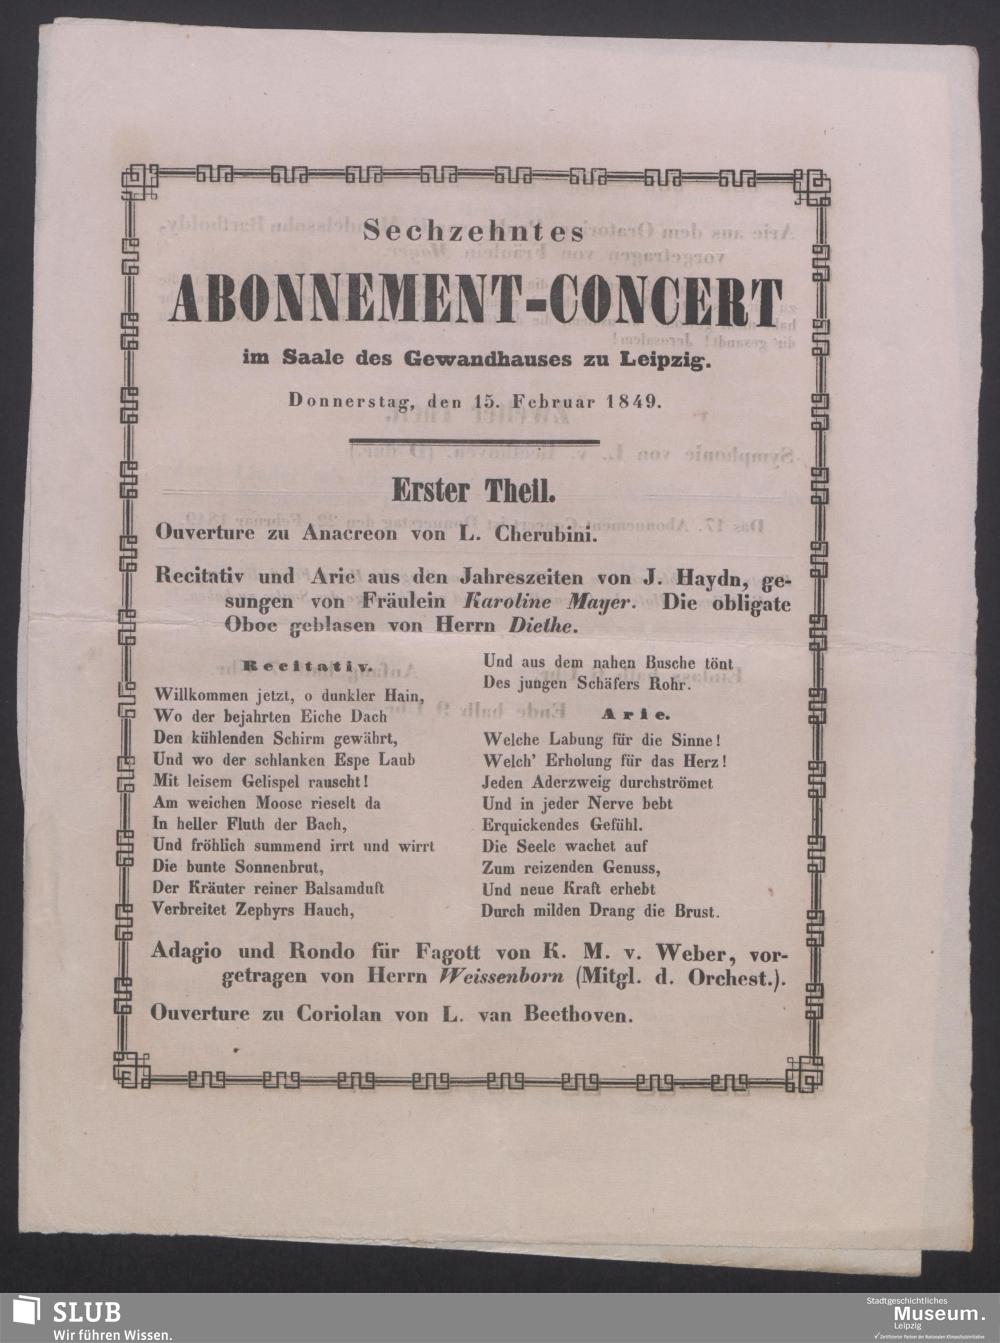 Sechzehntes
ABONNEMENT-CONCERT
im Saale des Gewandhauses zu Leipzig.
Donnerstag, den 15. Februar 1849.
Erster Theil.
Ouverture zu Anacreon von L. Cherubini.
Recitativ und Arie aus den Jahreszeiten von J. Haydn, ge-
sungen von Fräulein Karoline Mayer. Die obligate
Oboe geblasen von Herrn Diethe.
Recitativ.
Willkommen jetzt, o dunkler Hain,
Wo der bejahrten Eiche Dach
Den kühlenden Schirm gewährt,
Und wo der schlanken Espe Laub
Mit leisem Gelispel rauscht!
Am weichen Moose rieselt da
In heller Fluth der Bach,
Und fröhlich summend irrt und wirrt
Die bunte Sonnenbrut,
Der Kräuter reiner Balsamduft
Verbreitet Zephyrs Hauch,
Und aus dem nahen Busche tönt
Des jungen Schäfers Rohr.
Arie.
Welche Labung für die Sinne!
Welch' Erholung für das Herz!
Jeden Aderzweig durchströmet
Und in jeder Nerve bebt
Erquickendes Gefühl.
Die Seele wachet auf
Zum reizenden Genuss,
Und neue Kraft erhebt
Durch milden Drang die Brust.
Adagio und Rondo für Fagott von K. M. v. Weber, vor-
getragen von Herrn Weissenborn (Mitgl. d. Orchest.).
Ouverture zu Coriolan von L. van Beethoven.
SLUB
Wir führen Wissen.
Stadtgeschichtliches
Museum.
Leipzig
Zertifizierter Partner der Nationalen Klimaschutzinitiative